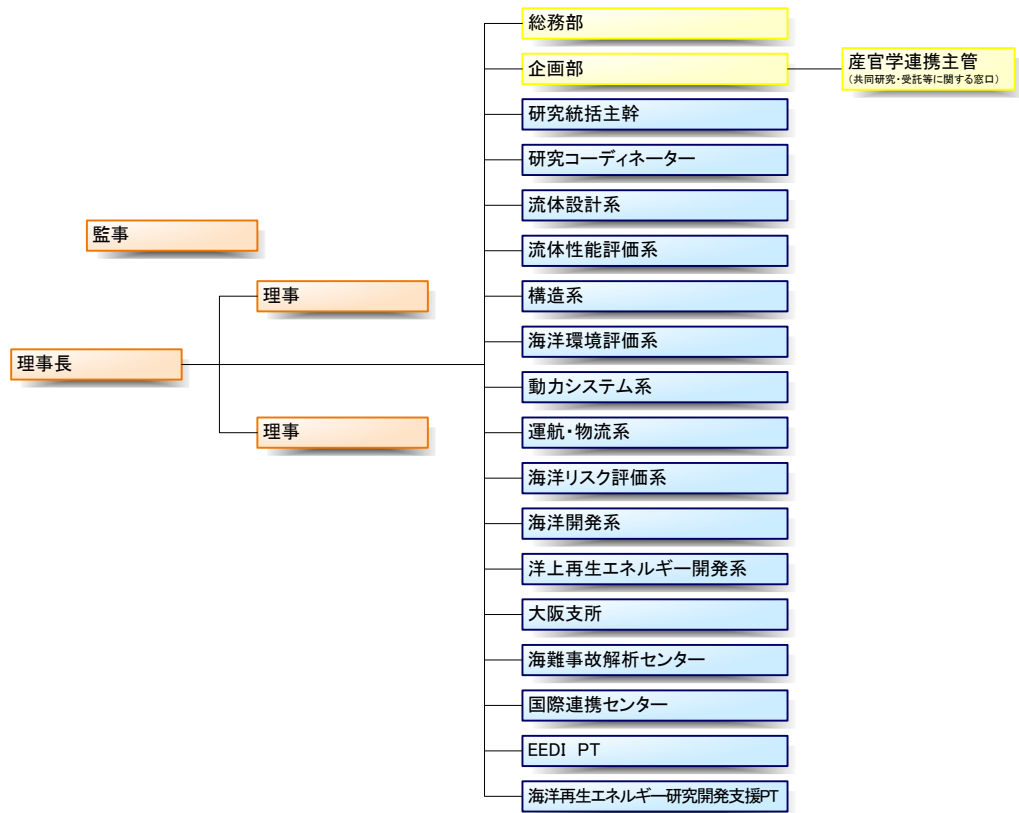 総務部
企画部
産官学連携主管
(共同研究・受託等に関する窓口)
研究統括主幹
研究コーディネーター
流体設計系
監事
流体性能評価系
理事
構造系
海洋環境評価系
理事長
動力システム系
理事
運航・物流系
海洋リスク評価系
海洋開発系
洋上再生エネルギー開発系
大阪支所
海難事故解析センター
国際連携センター
EEDI PT
海洋再生エネルギー研究開発支援PT